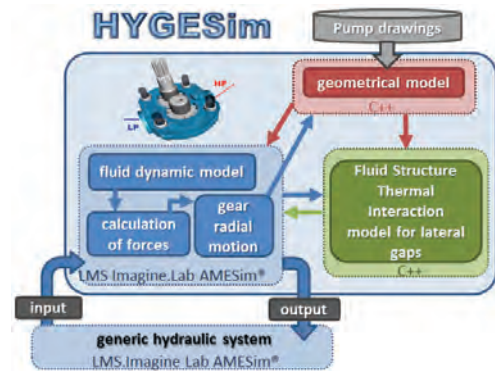 HYGESim
Pump drawings
geometrical model
C++
HP
LP
fluid dynamic model
calculation
of forces
gear
radial
motion
Fluid Structure
Thermal
Interaction
model for lateral
gaps
C++
LMS Imagine.Lab AMESim®
input
output
generic hydraulic system
LMS.Imagine Lab AMESim®